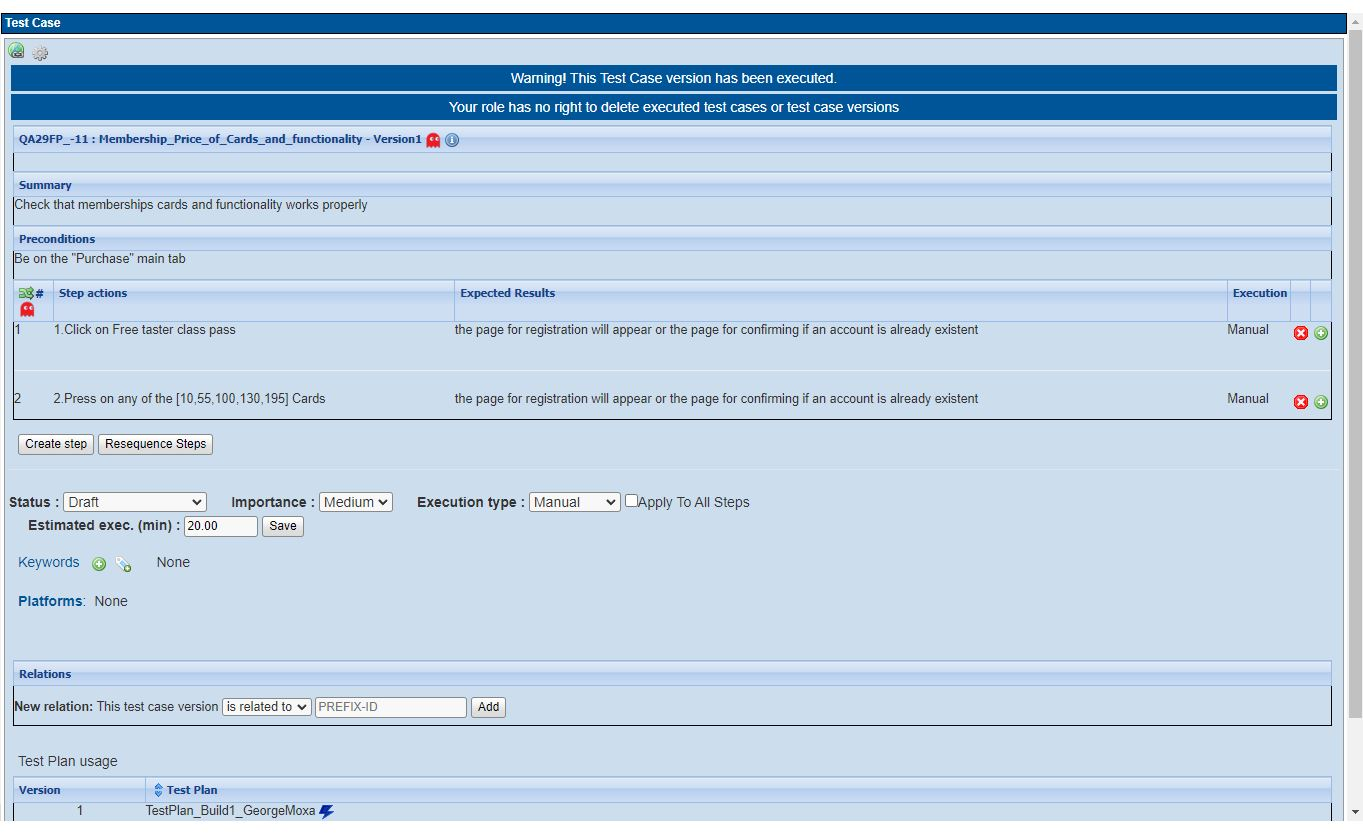 Test Case
Warning! This Test Case version has been executed.
Your role has no right to delete executed test cases or test case versions
QA29FP_-11 : Membership_Price_of_Cards_and_functionality - Version1
Summary
Check that memberships cards and functionality works properly
Preconditions
Be on the "Purchase" main tab
# Step actions Expected Results Execution
1 1.Click on Free taster class pass the page for registration will appear or the page for confirming if an account is already existent Manual
2 2.Press on any of the [10,55,100,130,195] Cards the page for registration will appear or the page for confirming if an account is already existent Manual
Create step Resequence Steps
Status : Draft Importance : Medium Execution type : Manual Apply To All Steps
Estimated exec. (min) : 20.00 Save
Keywords None
Platforms: None
Relations
New relation: This test case version is related to PREFIX-ID Add
Test Plan usage
Version Test Plan
1 TestPlan_Build1_GeorgeMoxa